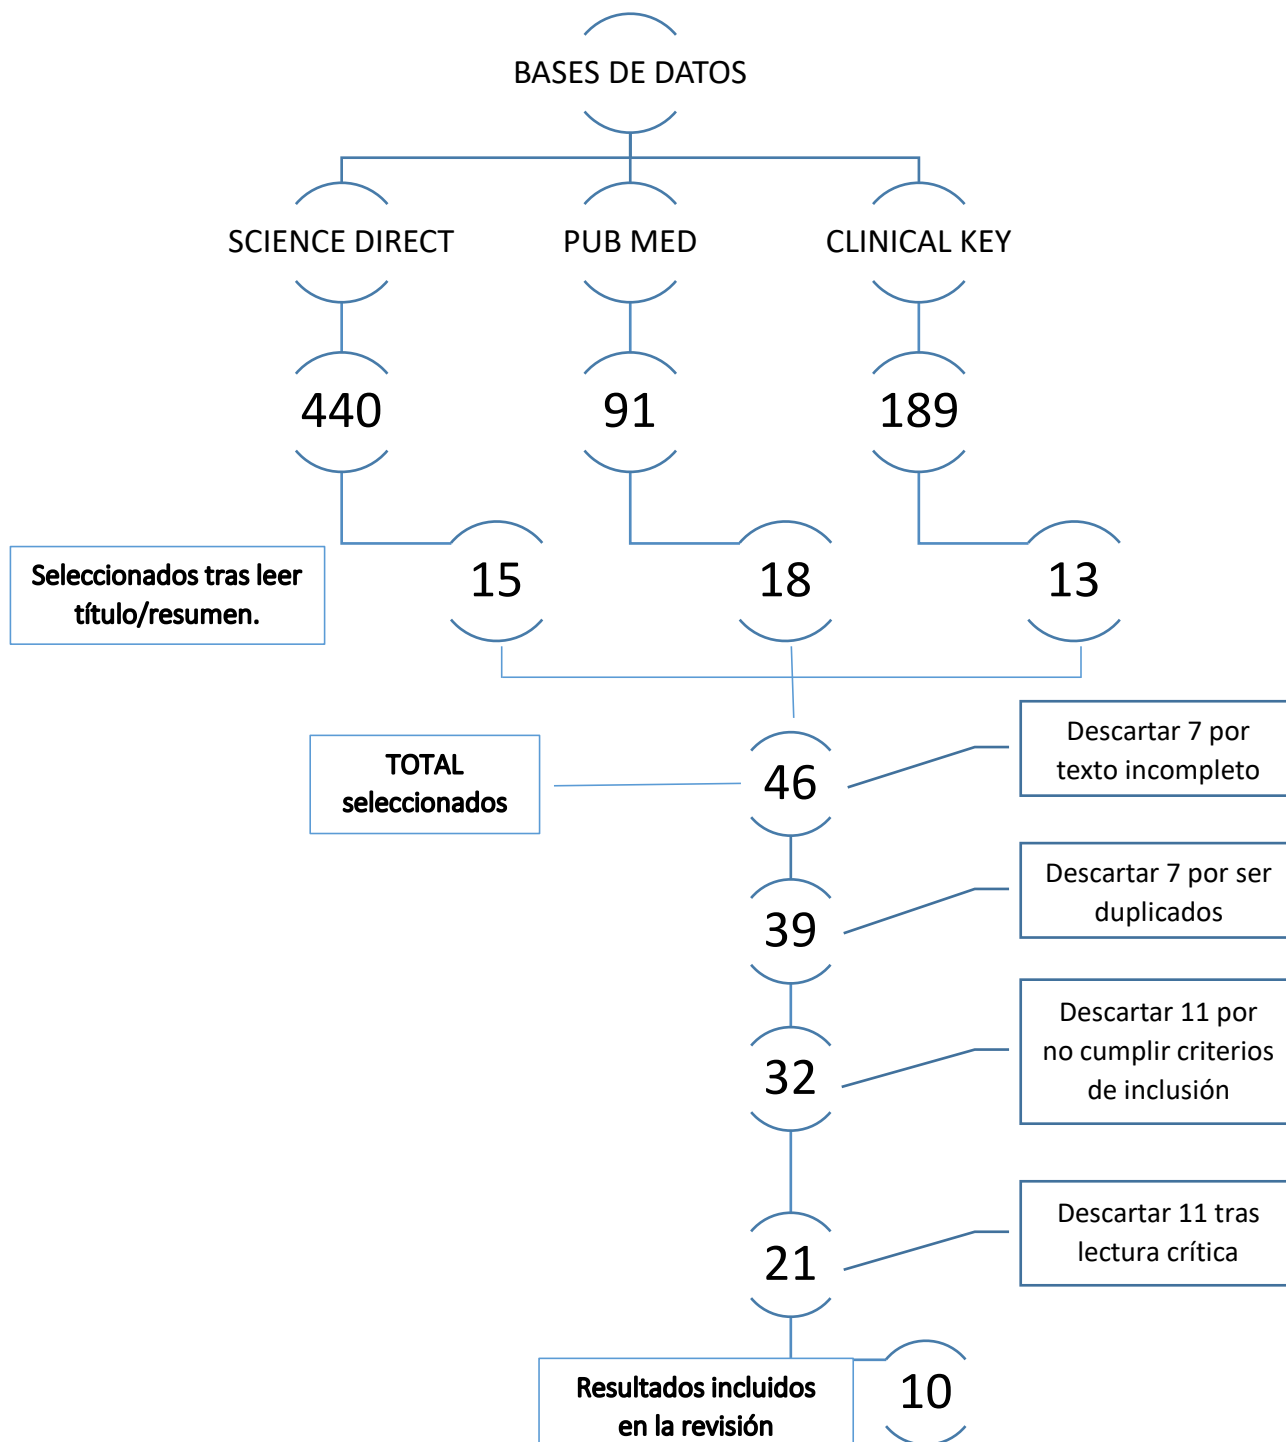 BASES DE DATOS
SCIENCE DIRECT
PUB MED
CLINICAL KEY
440
91
189
Seleccionados tras leer
título/resumen.
15
18
13
TOTAL
seleccionados
46
Descartar 7 por
texto incompleto
39
Descartar 7 por ser
duplicados
32
Descartar 11 por
no cumplir criterios
de inclusión
21
Descartar 11 tras
lectura crítica
Resultados incluidos
en la revisión
10